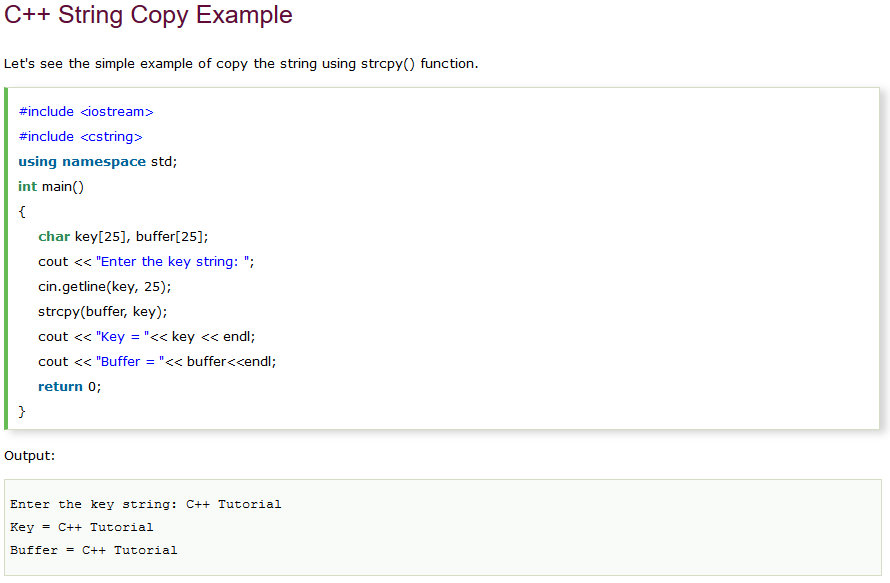 C++ String Copy Example
Let's see the simple example of copy the string using strcpy() function.
#include <iostream>
#include <cstring>
using namespace std;
int main()
{
    char key[25], buffer[25];
    cout << "Enter the key string: ";
    cin.getline(key, 25);
    strcpy(buffer, key);
    cout << "Key = "<< key << endl;
    cout << "Buffer = "<< buffer<<endl;
    return 0;
}
Output:
Enter the key string: C++ Tutorial
Key = C++ Tutorial
Buffer = C++ Tutorial